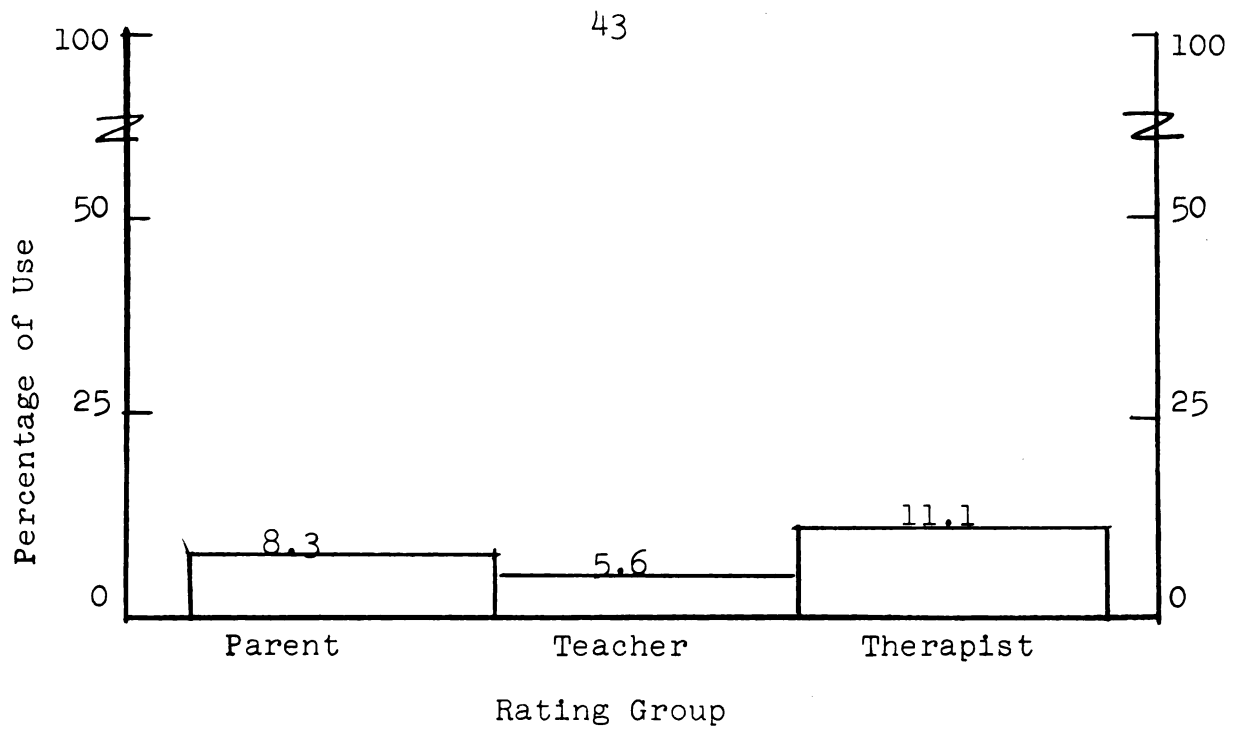 43
100 100
50 50
25 25
0 0
Percentage of Use
8.3 5.6 11.1
Parent Teacher Therapist
Rating Group